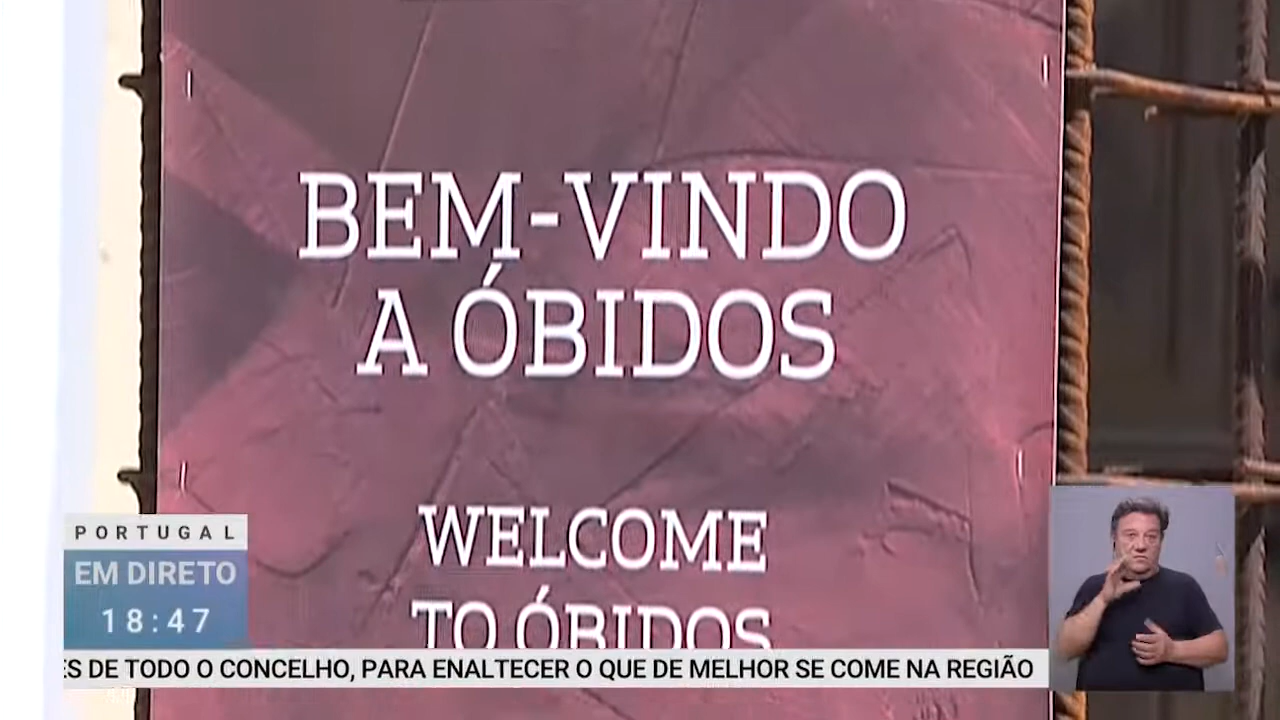 BEM-VINDO
A ÓBIDOS
WELCOME
TO ÓBIDOS
PORTUGAL
EM DIRETO
18:47
DE TODO O CONCELHO, PARA ENALTECER O QUE DE MELHOR SE COME NA REGIÃO